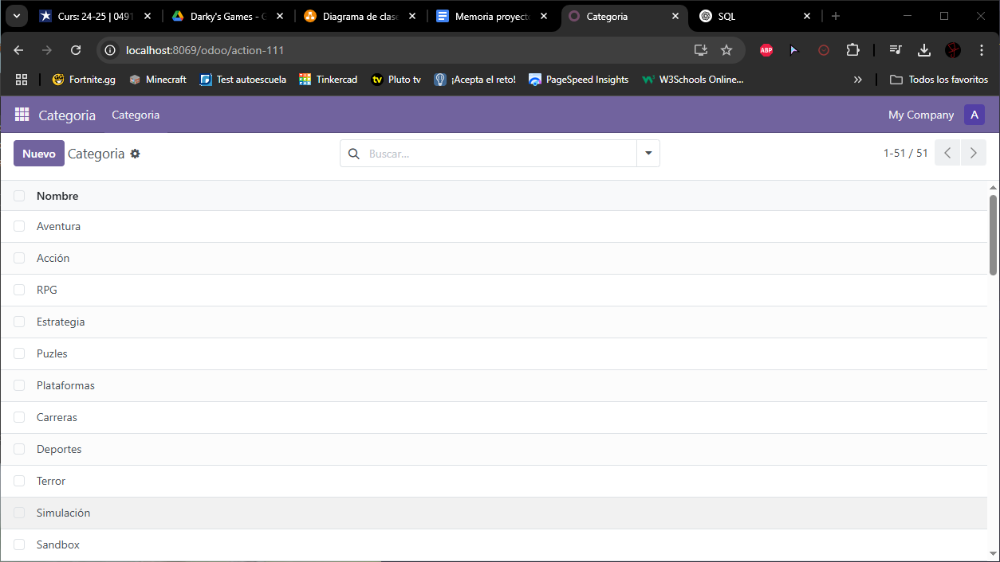 Curs: 24-25 | 0491
Darky's Games - G
Diagrama de clase
Memoria proyecto
Categoria
SQL
localhost:8069/odoo/action-111
ABP
Fortnite.gg
Minecraft
Test autoescuela
Tinkercad
tv Pluto tv
¡Acepta el reto!
PageSpeed Insights
W3Schools Online...
Todos los favoritos
Categoria
Categoria
My Company
A
Nuevo
Categoria
Buscar...
1-51 / 51
Nombre
Aventura
Acción
RPG
Estrategia
Puzles
Plataformas
Carreras
Deportes
Terror
Simulación
Sandbox